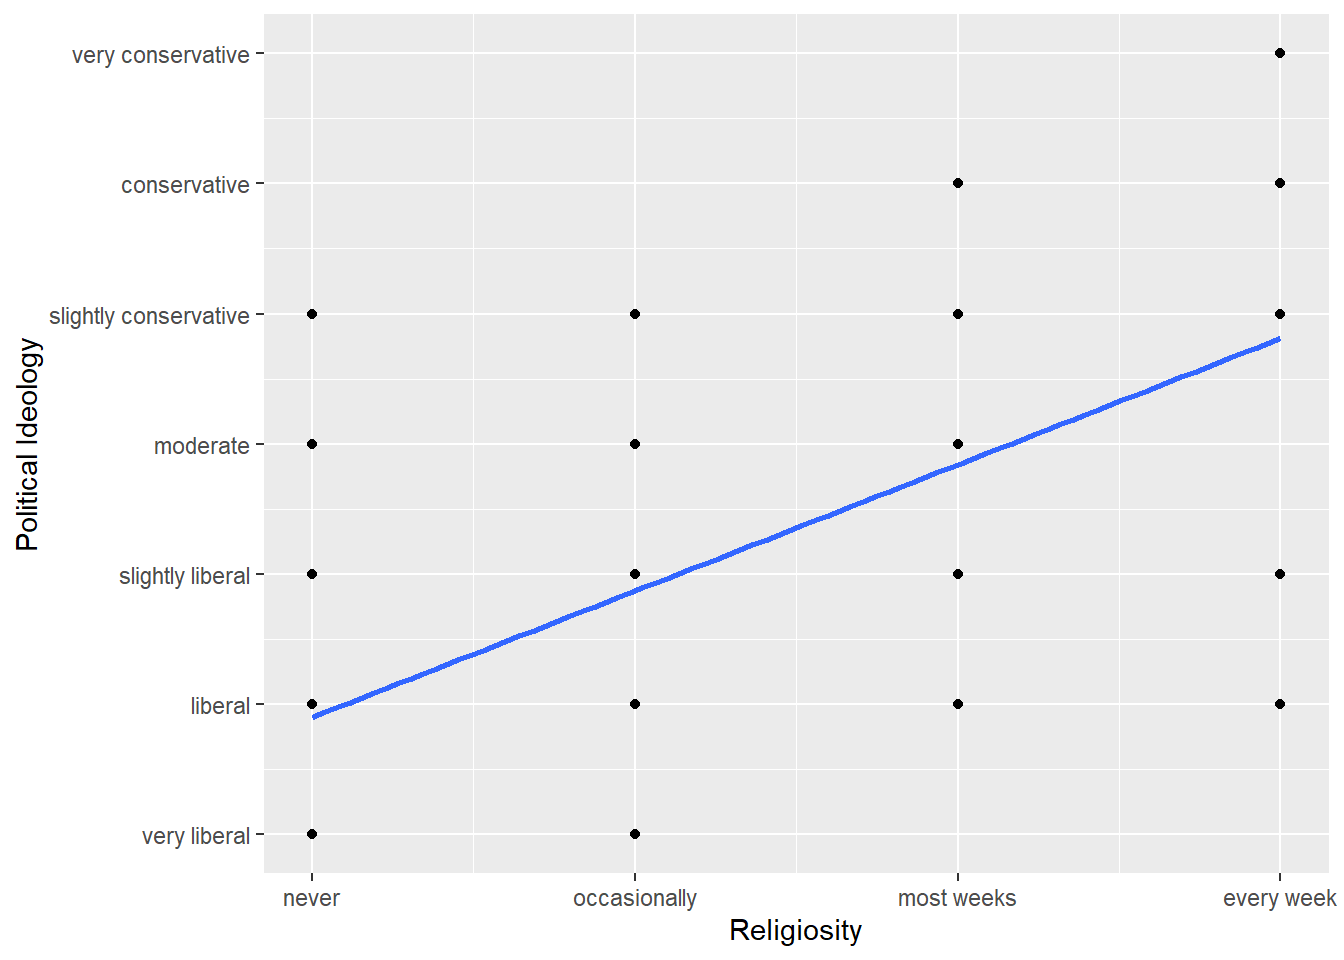 very conservative
conservative
slightly conservative
moderate
slightly liberal
liberal
very liberal
Political Ideology
never
occasionally
most weeks
every week
Religiosity